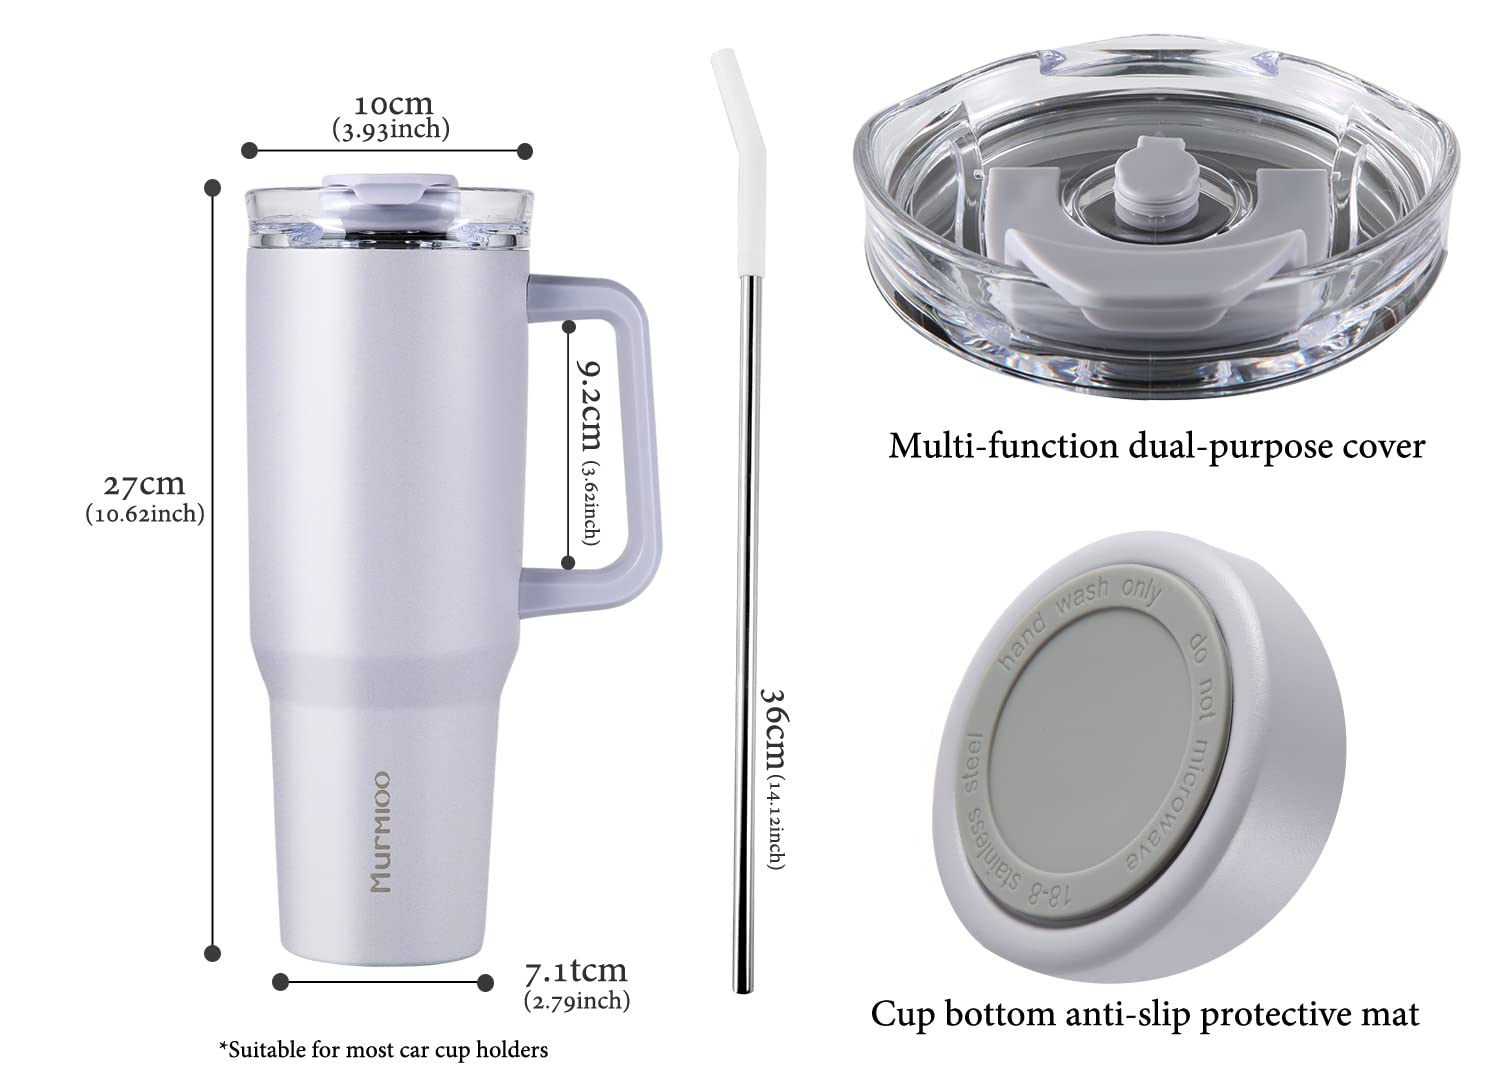 10cm
(3.93inch)
27cm
(10.62inch)
9.2cm (3.62inch)
36cm (14.12inch)
Murmioo
7.1tcm
(2.79inch)
*Suitable for most car cup holders
Multi-function dual-purpose cover
hand wash only
do not microwave
18-8 stainless steel
Cup bottom anti-slip protective mat